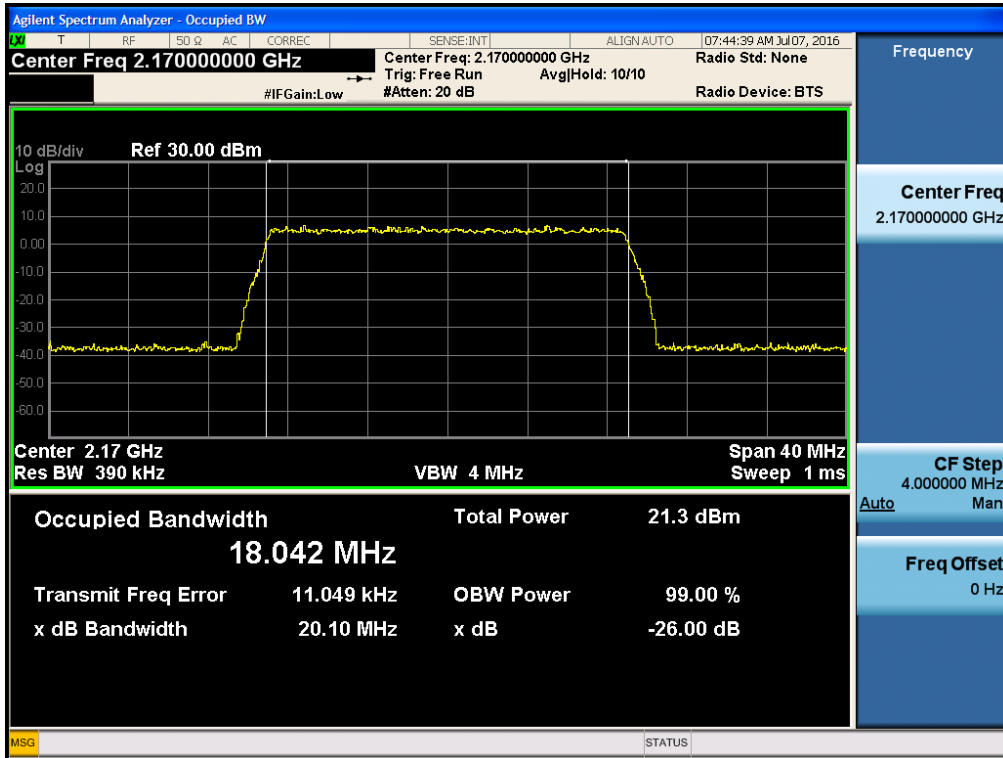 Agilent Spectrum Analyzer - Occupied BW
LXI T RF 50 Ω AC CORREC SENSE:INT ALIGN AUTO 07:44:39 AM Jul 07, 2016
Center Freq 2.170000000 GHz
Center Freq: 2.170000000 GHz Radio Std: None
Trig: Free Run Avg|Hold: 10/10
#IFGain:Low #Atten: 20 dB Radio Device: BTS
Frequency
10 dB/div Ref 30.00 dBm
Log
20.0
10.0
0.00
-10.0
-20.0
-30.0
-40.0
-50.0
-60.0
Center 2.17 GHz Span 40 MHz
Res BW 390 kHz VBW 4 MHz Sweep 1 ms
Occupied Bandwidth Total Power 21.3 dBm
18.042 MHz
Transmit Freq Error 11.049 kHz OBW Power 99.00 %
x dB Bandwidth 20.10 MHz x dB -26.00 dB
Center Freq
2.170000000 GHz
CF Step
4.000000 MHz
Auto Man
Freq Offset
0 Hz
MSG STATUS